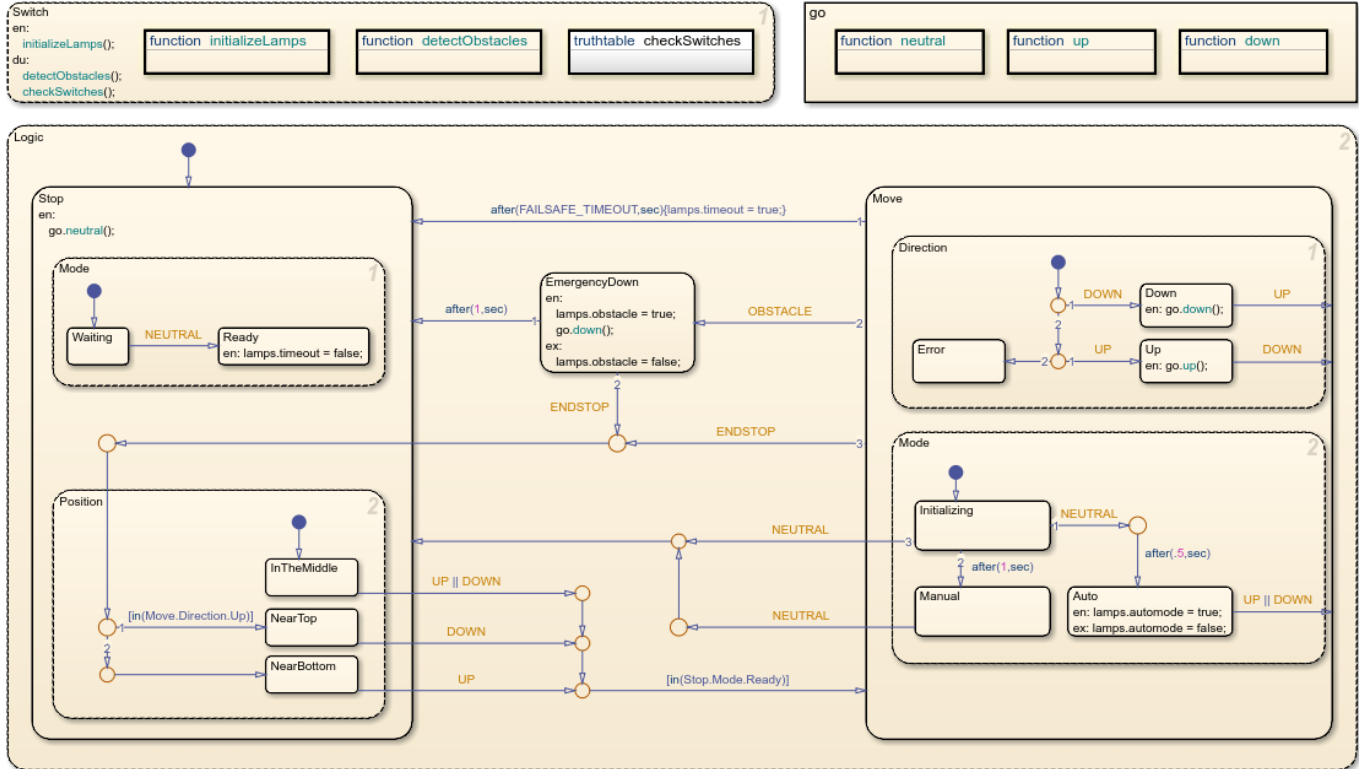 Switch
1
en:
initializeLamps();
du:
detectObstacles();
checkSwitches();
function initializeLamps
function detectObstacles
truthtable checkSwitches
go
function neutral
function up
function down
Logic
2
Stop
en:
go.neutral();
Mode
1
Waiting
NEUTRAL
Ready
en: lamps.timeout = false;
after(FAILSAFE_TIMEOUT,sec){lamps.timeout = true;}
1
EmergencyDown
en:
lamps.obstacle = true;
go.down();
ex:
lamps.obstacle = false;
after(1,sec)
1
OBSTACLE
2
2
ENDSTOP
ENDSTOP
3
Position
2
InTheMiddle
UP || DOWN
[in(Move.Direction.Up)]
1
2
NearTop
DOWN
NearBottom
UP
[in(Stop.Mode.Ready)]
Move
Direction
1
1
DOWN
Down
en: go.down();
UP
2
Error
2
1
UP
Up
en: go.up();
DOWN
Mode
2
Initializing
1
NEUTRAL
NEUTRAL
3
2
after(1,sec)
after(.5,sec)
Manual
NEUTRAL
Auto
en: lamps.automode = true;
ex: lamps.automode = false;
UP || DOWN